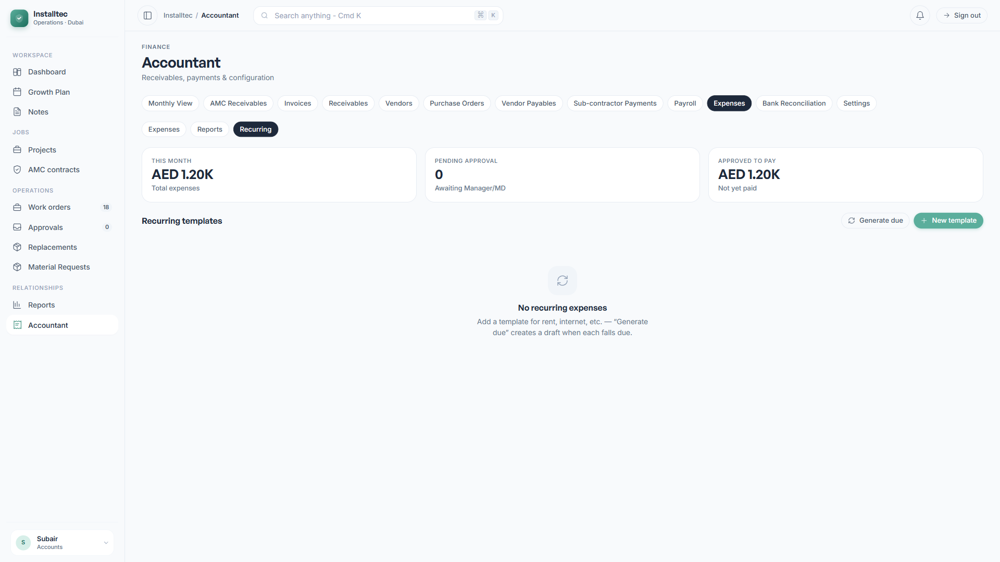 Installtec
Operations · Dubai
WORKSPACE
Dashboard
Growth Plan
Notes
JOBS
Projects
AMC contracts
OPERATIONS
Work orders 18
Approvals 0
Replacements
Material Requests
RELATIONSHIPS
Reports
Accountant
S
Subair
Accounts
Installtec / Accountant
Search anything - Cmd K
⌘ K
Sign out
FINANCE
Accountant
Receivables, payments & configuration
Monthly View AMC Receivables Invoices Receivables Vendors Purchase Orders Vendor Payables Sub-contractor Payments Payroll Expenses Bank Reconciliation Settings
Expenses Reports Recurring
THIS MONTH
AED 1.20K
Total expenses
PENDING APPROVAL
0
Awaiting Manager/MD
APPROVED TO PAY
AED 1.20K
Not yet paid
Recurring templates
Generate due
New template
No recurring expenses
Add a template for rent, internet, etc. — “Generate
due” creates a draft when each falls due.